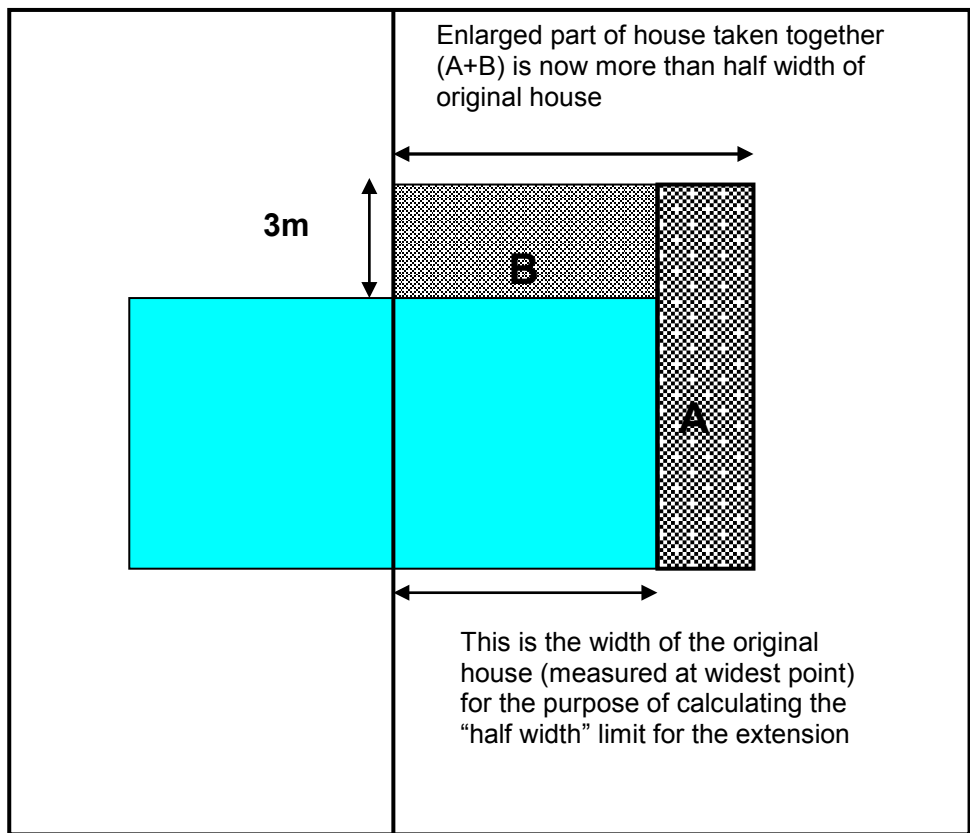 Enlarged part of house taken together
(A+B) is now more than half width of
original house
3m
B
A
This is the width of the original
house (measured at widest point)
for the purpose of calculating the
“half width” limit for the extension